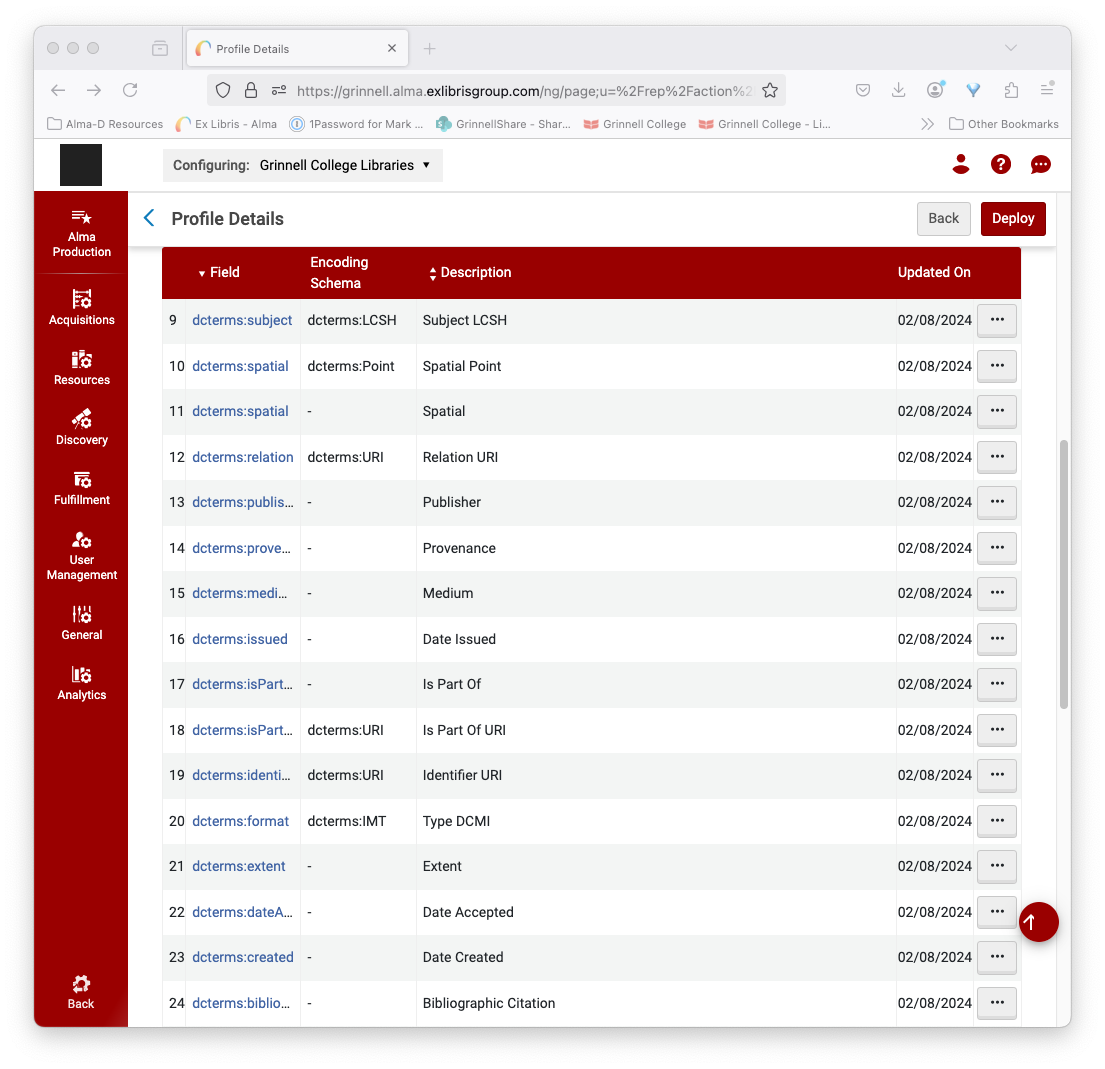 Profile Details
https://grinnell.alma.exlibrisgroup.com/ng/page;u=%2Frep%2Faction%2
Alma-D Resources
Ex Libris - Alma
1Password for Mark ...
GrinnellShare - Shar...
Grinnell College
Grinnell College - Li...
Other Bookmarks
Configuring: Grinnell College Libraries
Alma Production
Acquisitions
Resources
Discovery
Fulfillment
User Management
General
Analytics
Back
Profile Details
Back
Deploy
Field Encoding Schema Description Updated On
9 dcterms:subject dcterms:LCSH Subject LCSH 02/08/2024
10 dcterms:spatial dcterms:Point Spatial Point 02/08/2024
11 dcterms:spatial - Spatial 02/08/2024
12 dcterms:relation dcterms:URI Relation URI 02/08/2024
13 dcterms:publis... - Publisher 02/08/2024
14 dcterms:prove... - Provenance 02/08/2024
15 dcterms:medi... - Medium 02/08/2024
16 dcterms:issued - Date Issued 02/08/2024
17 dcterms:isPart... - Is Part Of 02/08/2024
18 dcterms:isPart... dcterms:URI Is Part Of URI 02/08/2024
19 dcterms:identi... dcterms:URI Identifier URI 02/08/2024
20 dcterms:format dcterms:IMT Type DCMI 02/08/2024
21 dcterms:extent - Extent 02/08/2024
22 dcterms:dateA... - Date Accepted 02/08/2024
23 dcterms:created - Date Created 02/08/2024
24 dcterms:biblio... - Bibliographic Citation 02/08/2024